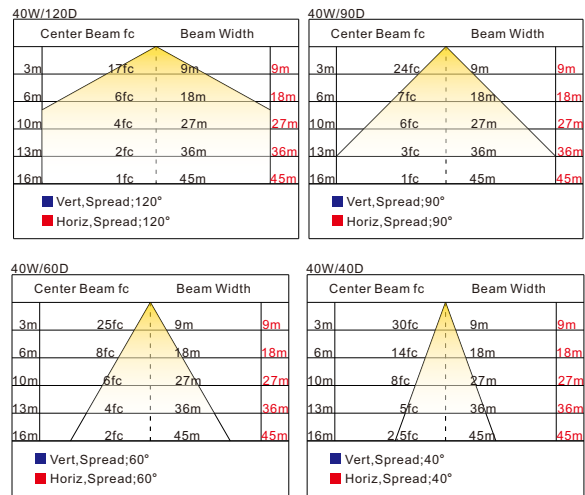 40W/120D
Center Beam fc Beam Width
3m 17fc 9m 9m
6m 6fc 18m 18m
10m 4fc 27m 27m
13m 2fc 36m 36m
16m 1fc 45m 45m
Vert,Spread;120°
Horiz,Spread;120°
40W/90D
Center Beam fc Beam Width
3m 24fc 9m 9m
6m 7fc 18m 18m
10m 6fc 27m 27m
13m 3fc 36m 36m
16m 1fc 45m 45m
Vert,Spread;90°
Horiz,Spread;90°
40W/60D
Center Beam fc Beam Width
3m 25fc 9m 9m
6m 8fc 18m 18m
10m 6fc 27m 27m
13m 4fc 36m 36m
16m 2fc 45m 45m
Vert,Spread;60°
Horiz,Spread;60°
40W/40D
Center Beam fc Beam Width
3m 30fc 9m 9m
6m 14fc 18m 18m
10m 8fc 27m 27m
13m 5fc 36m 36m
16m 2.5fc 45m 45m
Vert,Spread;40°
Horiz,Spread;40°